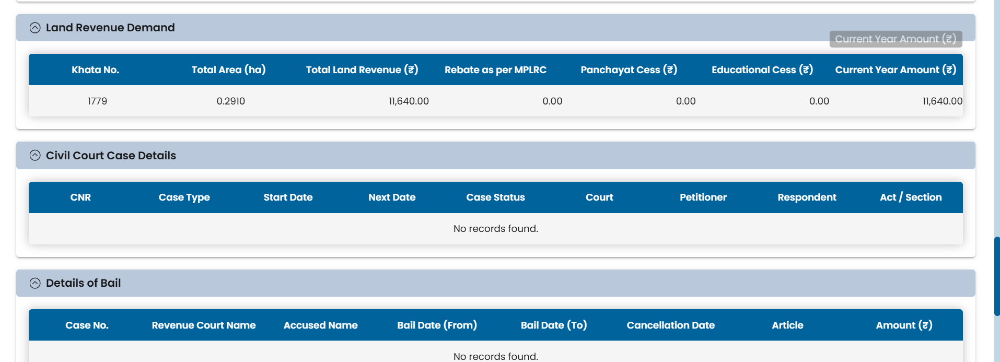 Land Revenue Demand
Current Year Amount (₹)
Khata No. Total Area (ha) Total Land Revenue (₹) Rebate as per MPLRC Panchayat Cess (₹) Educational Cess (₹) Current Year Amount (₹)
1779 0.2910 11,640.00 0.00 0.00 0.00 11,640.00
Civil Court Case Details
CNR Case Type Start Date Next Date Case Status Court Petitioner Respondent Act / Section
No records found.
Details of Bail
Case No. Revenue Court Name Accused Name Bail Date (From) Bail Date (To) Cancellation Date Article Amount (₹)
No records found.